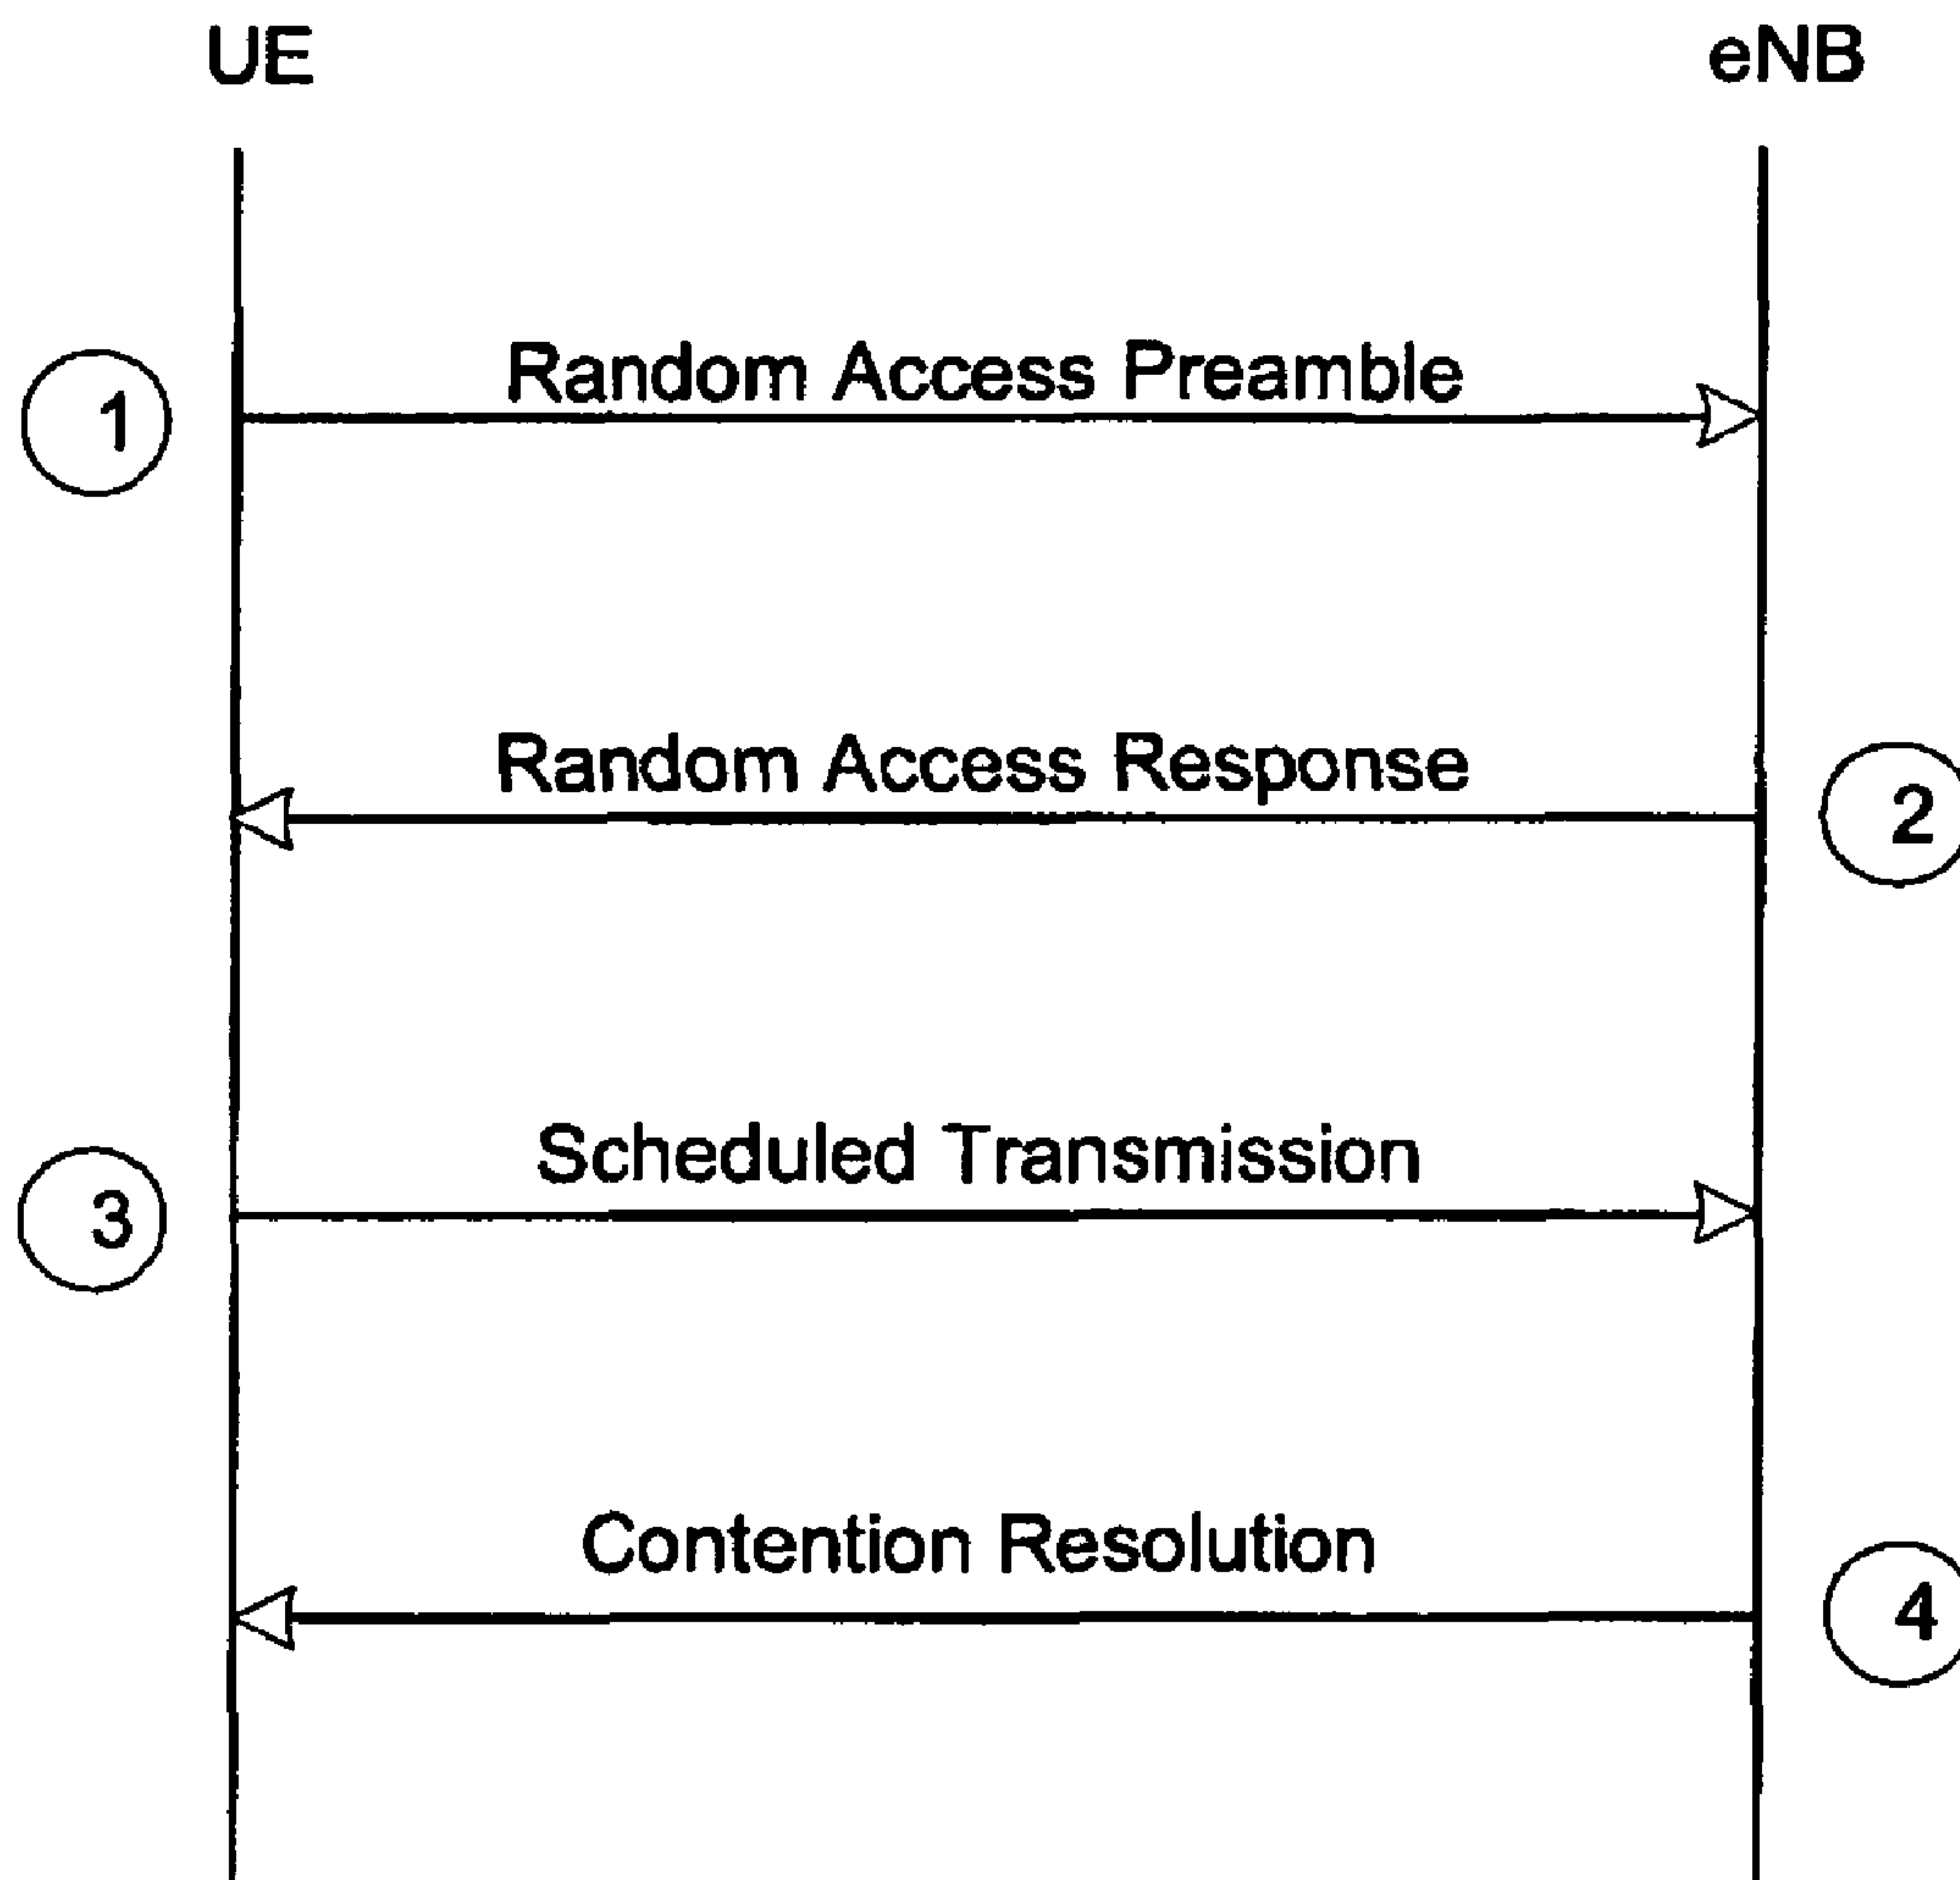 UE
eNB
Random Access Preamble
1
Random Access Response
2
Scheduled Transmission
3
Contention Resolution
4